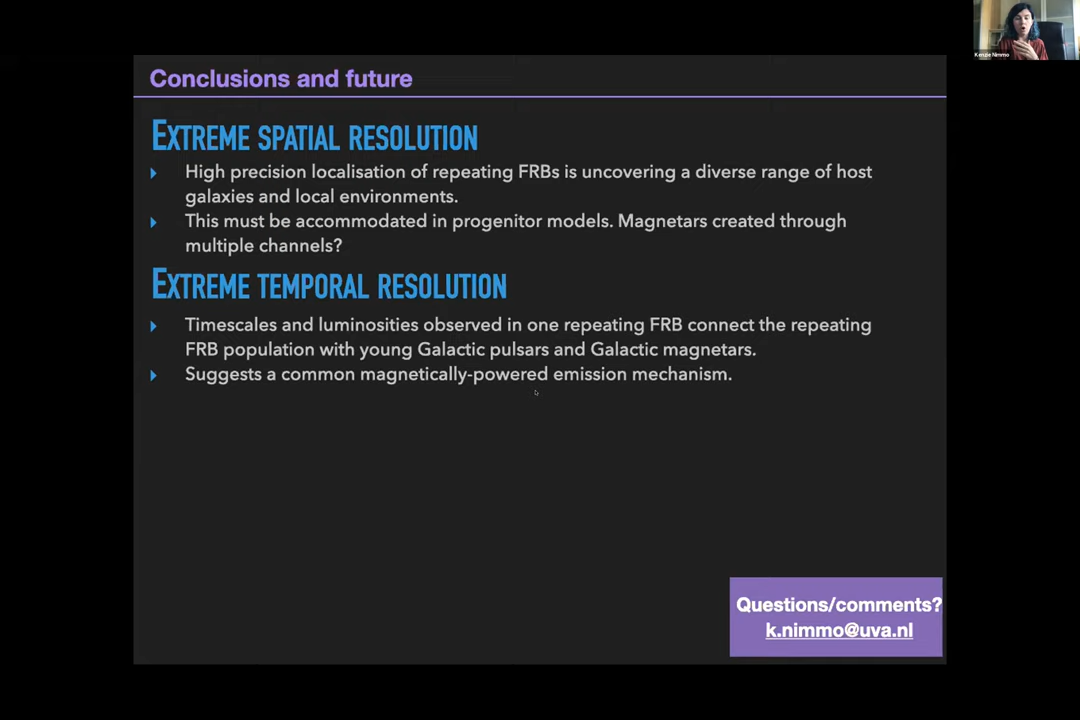 Kenzie Nimmo
Conclusions and future
EXTREME SPATIAL RESOLUTION
High precision localisation of repeating FRBs is uncovering a diverse range of host
galaxies and local environments.
This must be accommodated in progenitor models. Magnetars created through
multiple channels?
EXTREME TEMPORAL RESOLUTION
Timescales and luminosities observed in one repeating FRB connect the repeating
FRB population with young Galactic pulsars and Galactic magnetars.
Suggests a common magnetically-powered emission mechanism.
Questions/comments?
k.nimmo@uva.nl